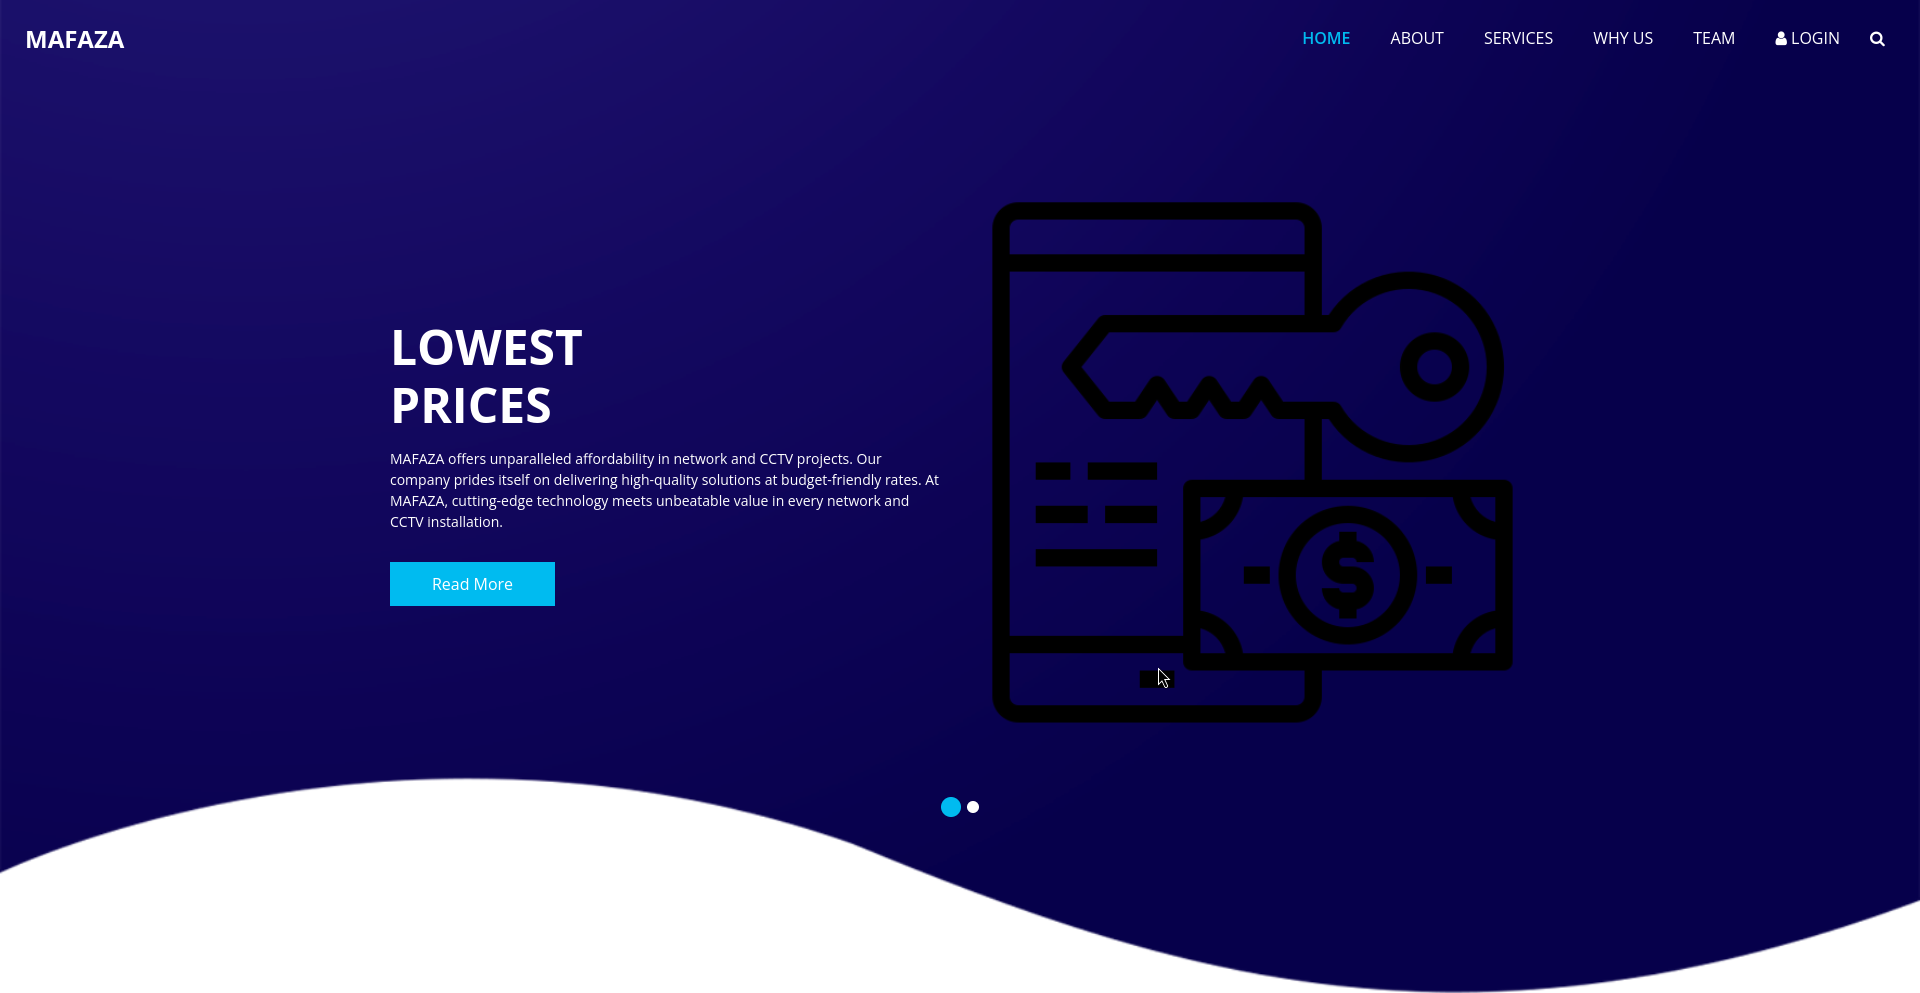 MAFAZA
HOME ABOUT SERVICES WHY US TEAM LOGIN
LOWEST
PRICES
MAFAZA offers unparalleled affordability in network and CCTV projects. Our
company prides itself on delivering high-quality solutions at budget-friendly rates. At
MAFAZA, cutting-edge technology meets unbeatable value in every network and
CCTV installation.
Read More
$